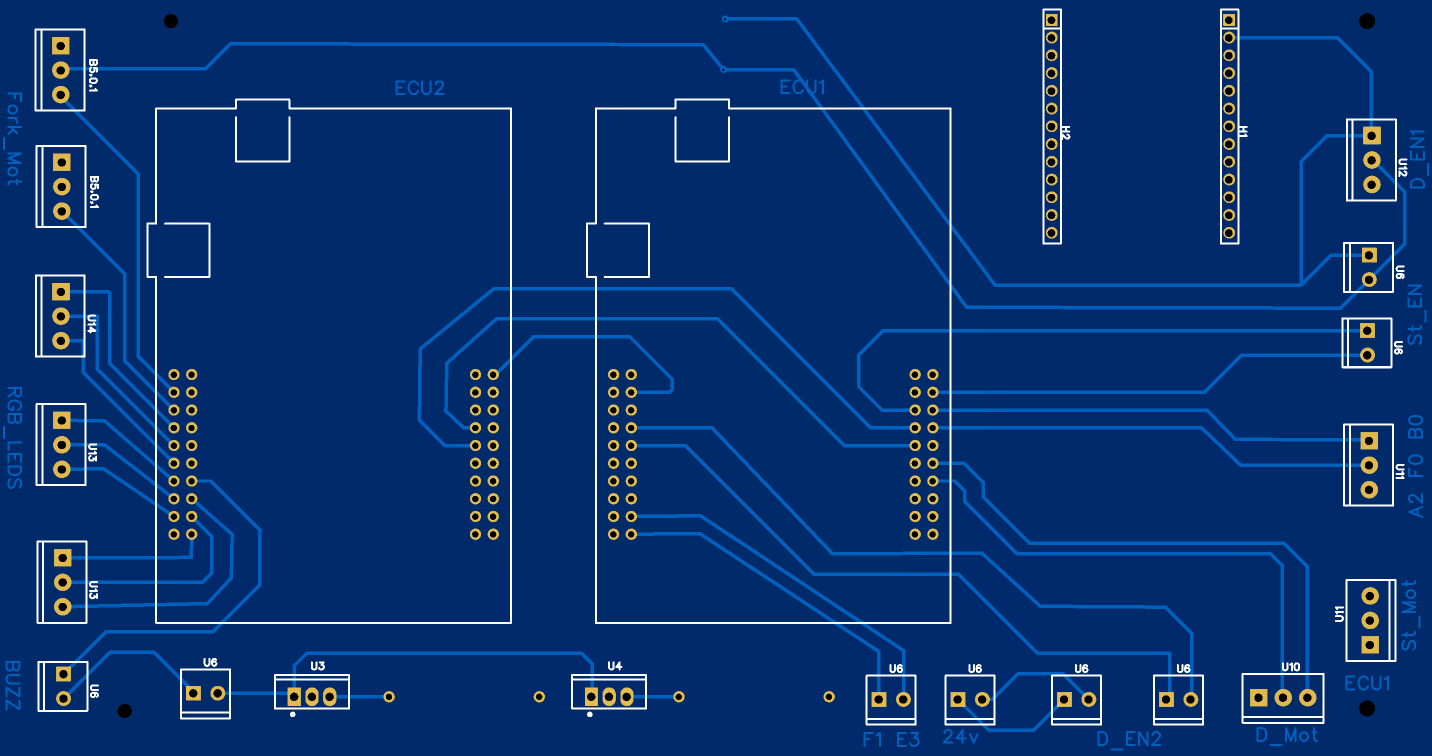 B5.0.1
Fork_Mot
B5.0.1
U14
RGB_LEDS
U13
U13
BUZZ
U6
ECU2
ECU1
H2
H1
U12
D_EN1
U6
St_EN
U6
U11
A2 F0 B0
U11
St_Mot
ECU1
U6
U3
U4
U6
U6
U6
U6
U10
F1 E3
24v
D_EN2
D_Mot